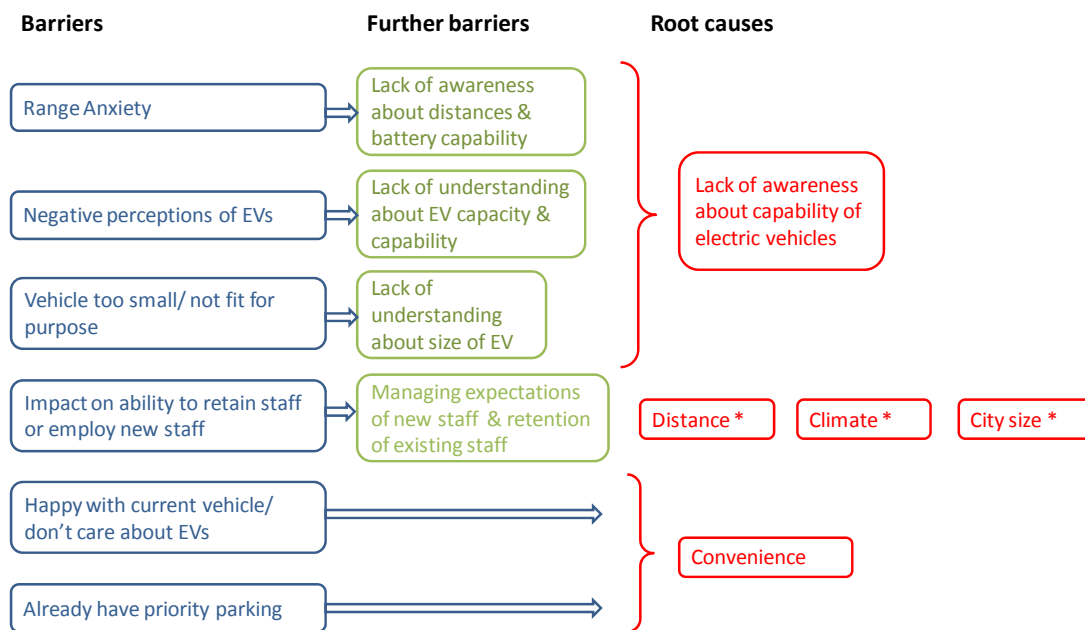 Barriers
Further barriers
Root causes
Range Anxiety
Lack of awareness
about distances &
battery capability
Negative perceptions of EVs
Lack of understanding
about EV capacity &
capability
Vehicle too small/ not fit for
purpose
Lack of
understanding
about size of EV
Lack of awareness
about capability of
electric vehicles
Impact on ability to retain staff
or employ new staff
Managing expectations
of new staff & retention
of existing staff
Distance *
Climate *
City size *
Happy with current vehicle/
don’t care about EVs
Already have priority parking
Convenience